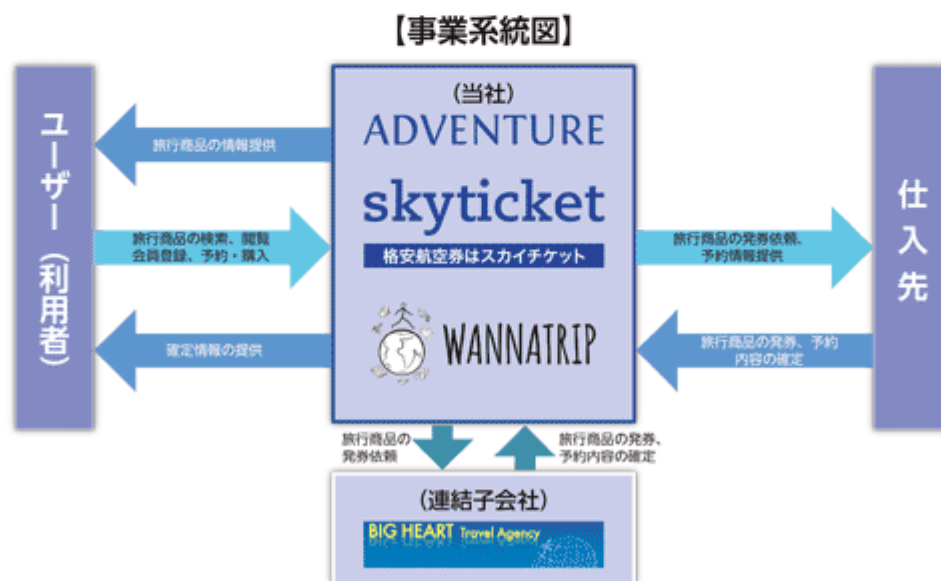 【事業系統図】
ユーザー(利用者)
旅行商品の情報提供
旅行商品の検索、閲覧
会員登録、予約・購入
確定情報の提供
(当社)
ADVENTURE
skyticket
格安航空券はスカイチケット
WANNATRIP
旅行商品の発券依頼、
予約情報提供
旅行商品の発券、予約
内容の確定
仕入先
旅行商品の
発券依頼
旅行商品の発券、
予約内容の確定
(連結子会社)
BIG HEART Travel Agency